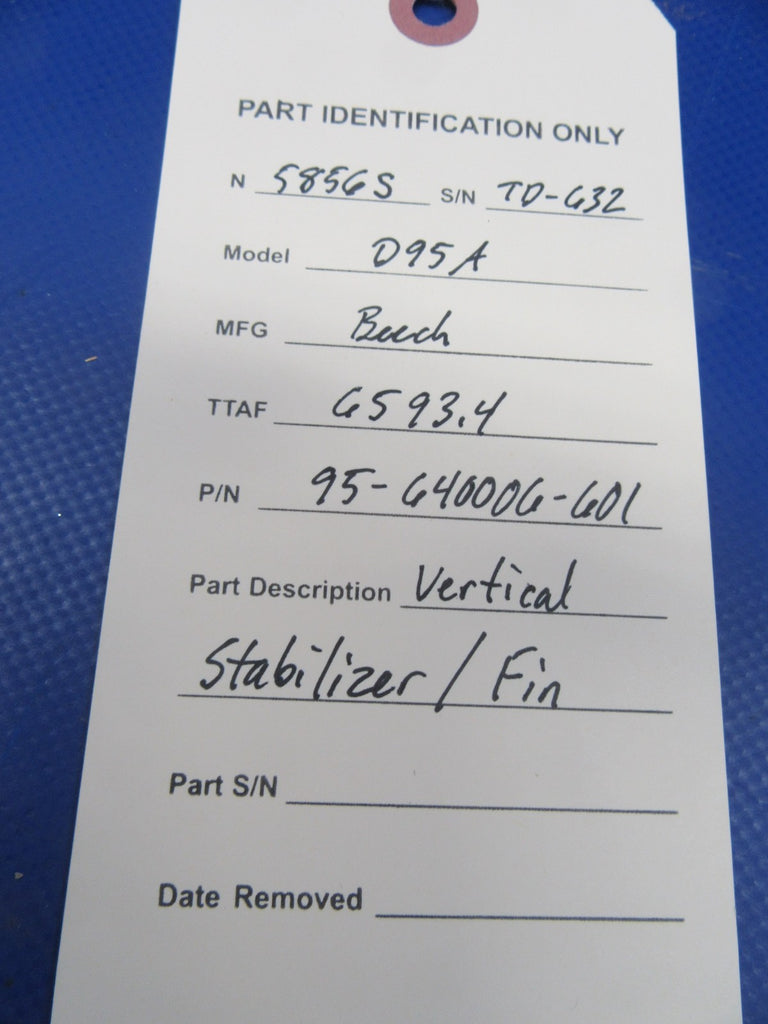 PART IDENTIFICATION ONLY
N 5856S S/N TD-632
Model D95A
MFG Beech
TTAF 6593.4
P/N 95-640006-601
Part Description Vertical
Stabilizer / Fin
Part S/N
Date Removed